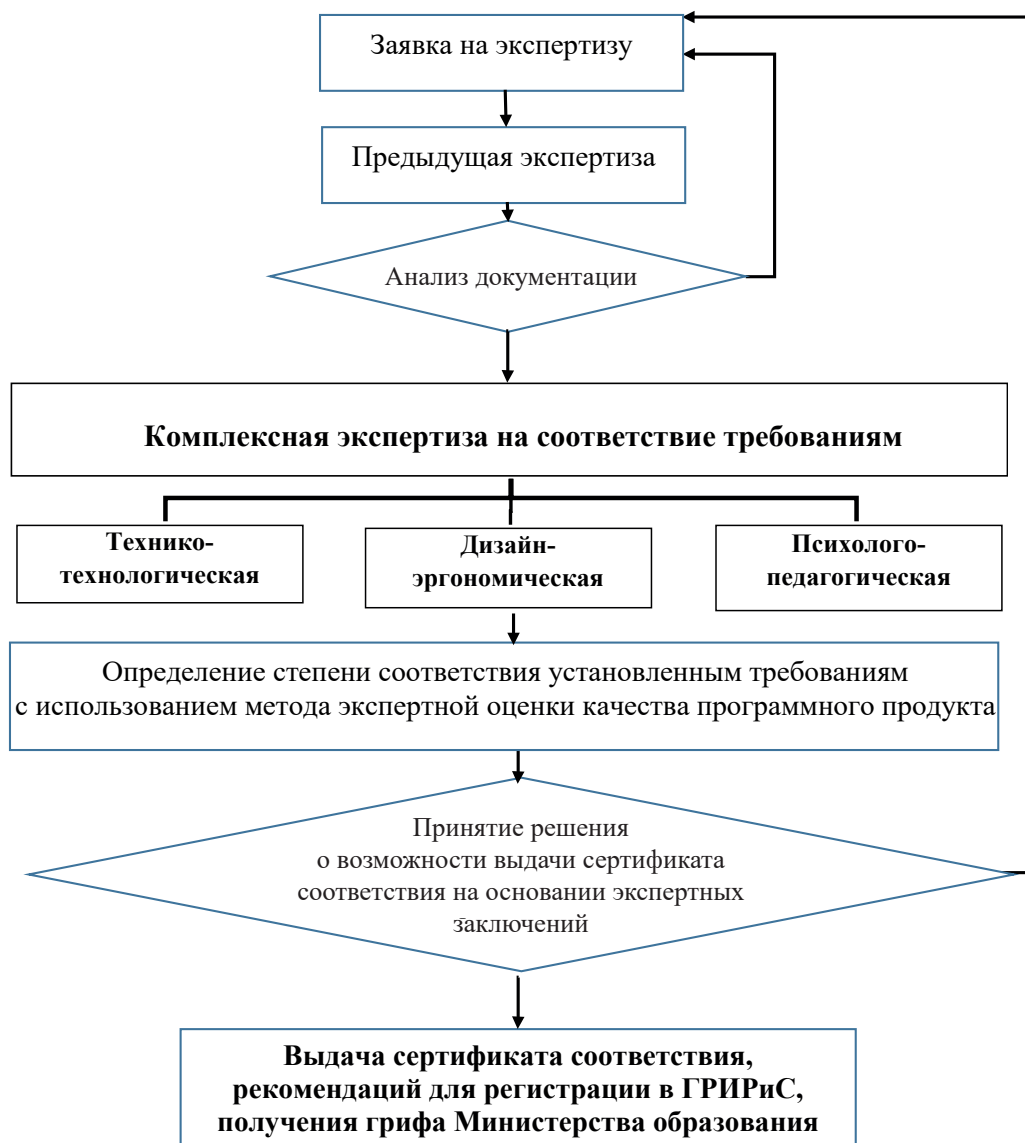 Заявка на экспертизу
Предыдущая экспертиза
Анализ документации
Комплексная экспертиза на соответствие требованиям
Технико-
технологическая
Дизайн-
эргономическая
Психолого-
педагогическая
Определение степени соответствия установленным требованиям
с использованием метода экспертной оценки качества программного продукта
Принятие решения
о возможности выдачи сертификата
соответствия на основании экспертных
заключений
Выдача сертификата соответствия,
рекомендаций для регистрации в ГРИРиС,
получения грифа Министерства образования